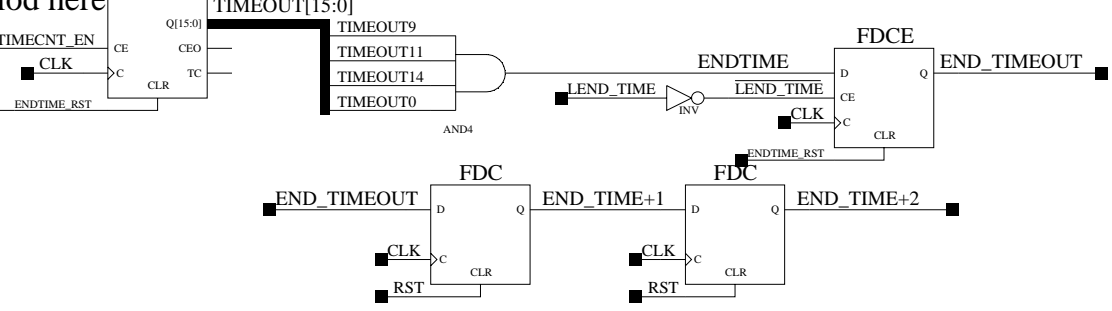 iod here
TIMEOUT[15:0]
Q[15:0]
TIMECNT_EN
CE
CEO
CLK
C
TC
CLR
ENDTIME_RST
TIMEOUT9
TIMEOUT11
TIMEOUT14
TIMEOUT0
AND4
ENDTIME
LEND_TIME
INV
LEND_TIME
FDCE
D
Q
END_TIMEOUT
CE
CLK
C
CLR
ENDTIME_RST
FDC
END_TIMEOUT
D
Q
END_TIME+1
CLK
C
CLR
RST
FDC
D
Q
END_TIME+2
CLK
C
CLR
RST